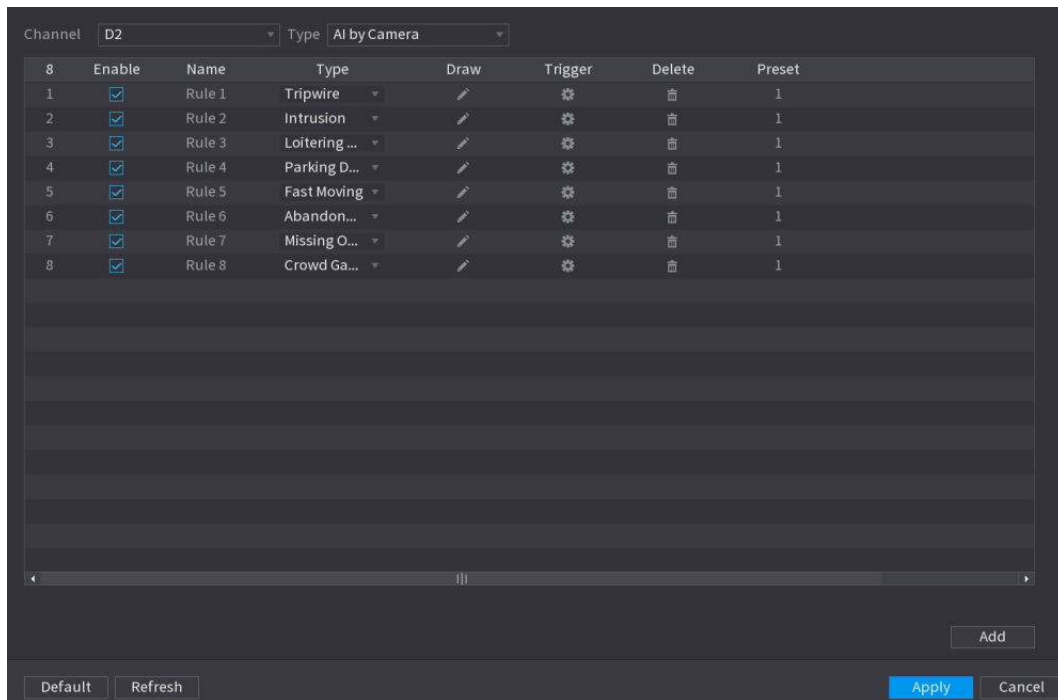 Channel D2 Type AI by Camera
8 Enable Name Type Draw Trigger Delete Preset
1 Rule 1 Tripwire 1
2 Rule 2 Intrusion 1
3 Rule 3 Loitering ... 1
4 Rule 4 Parking D... 1
5 Rule 5 Fast Moving 1
6 Rule 6 Abandon... 1
7 Rule 7 Missing O... 1
8 Rule 8 Crowd Ga... 1
Add
Default Refresh Apply Cancel